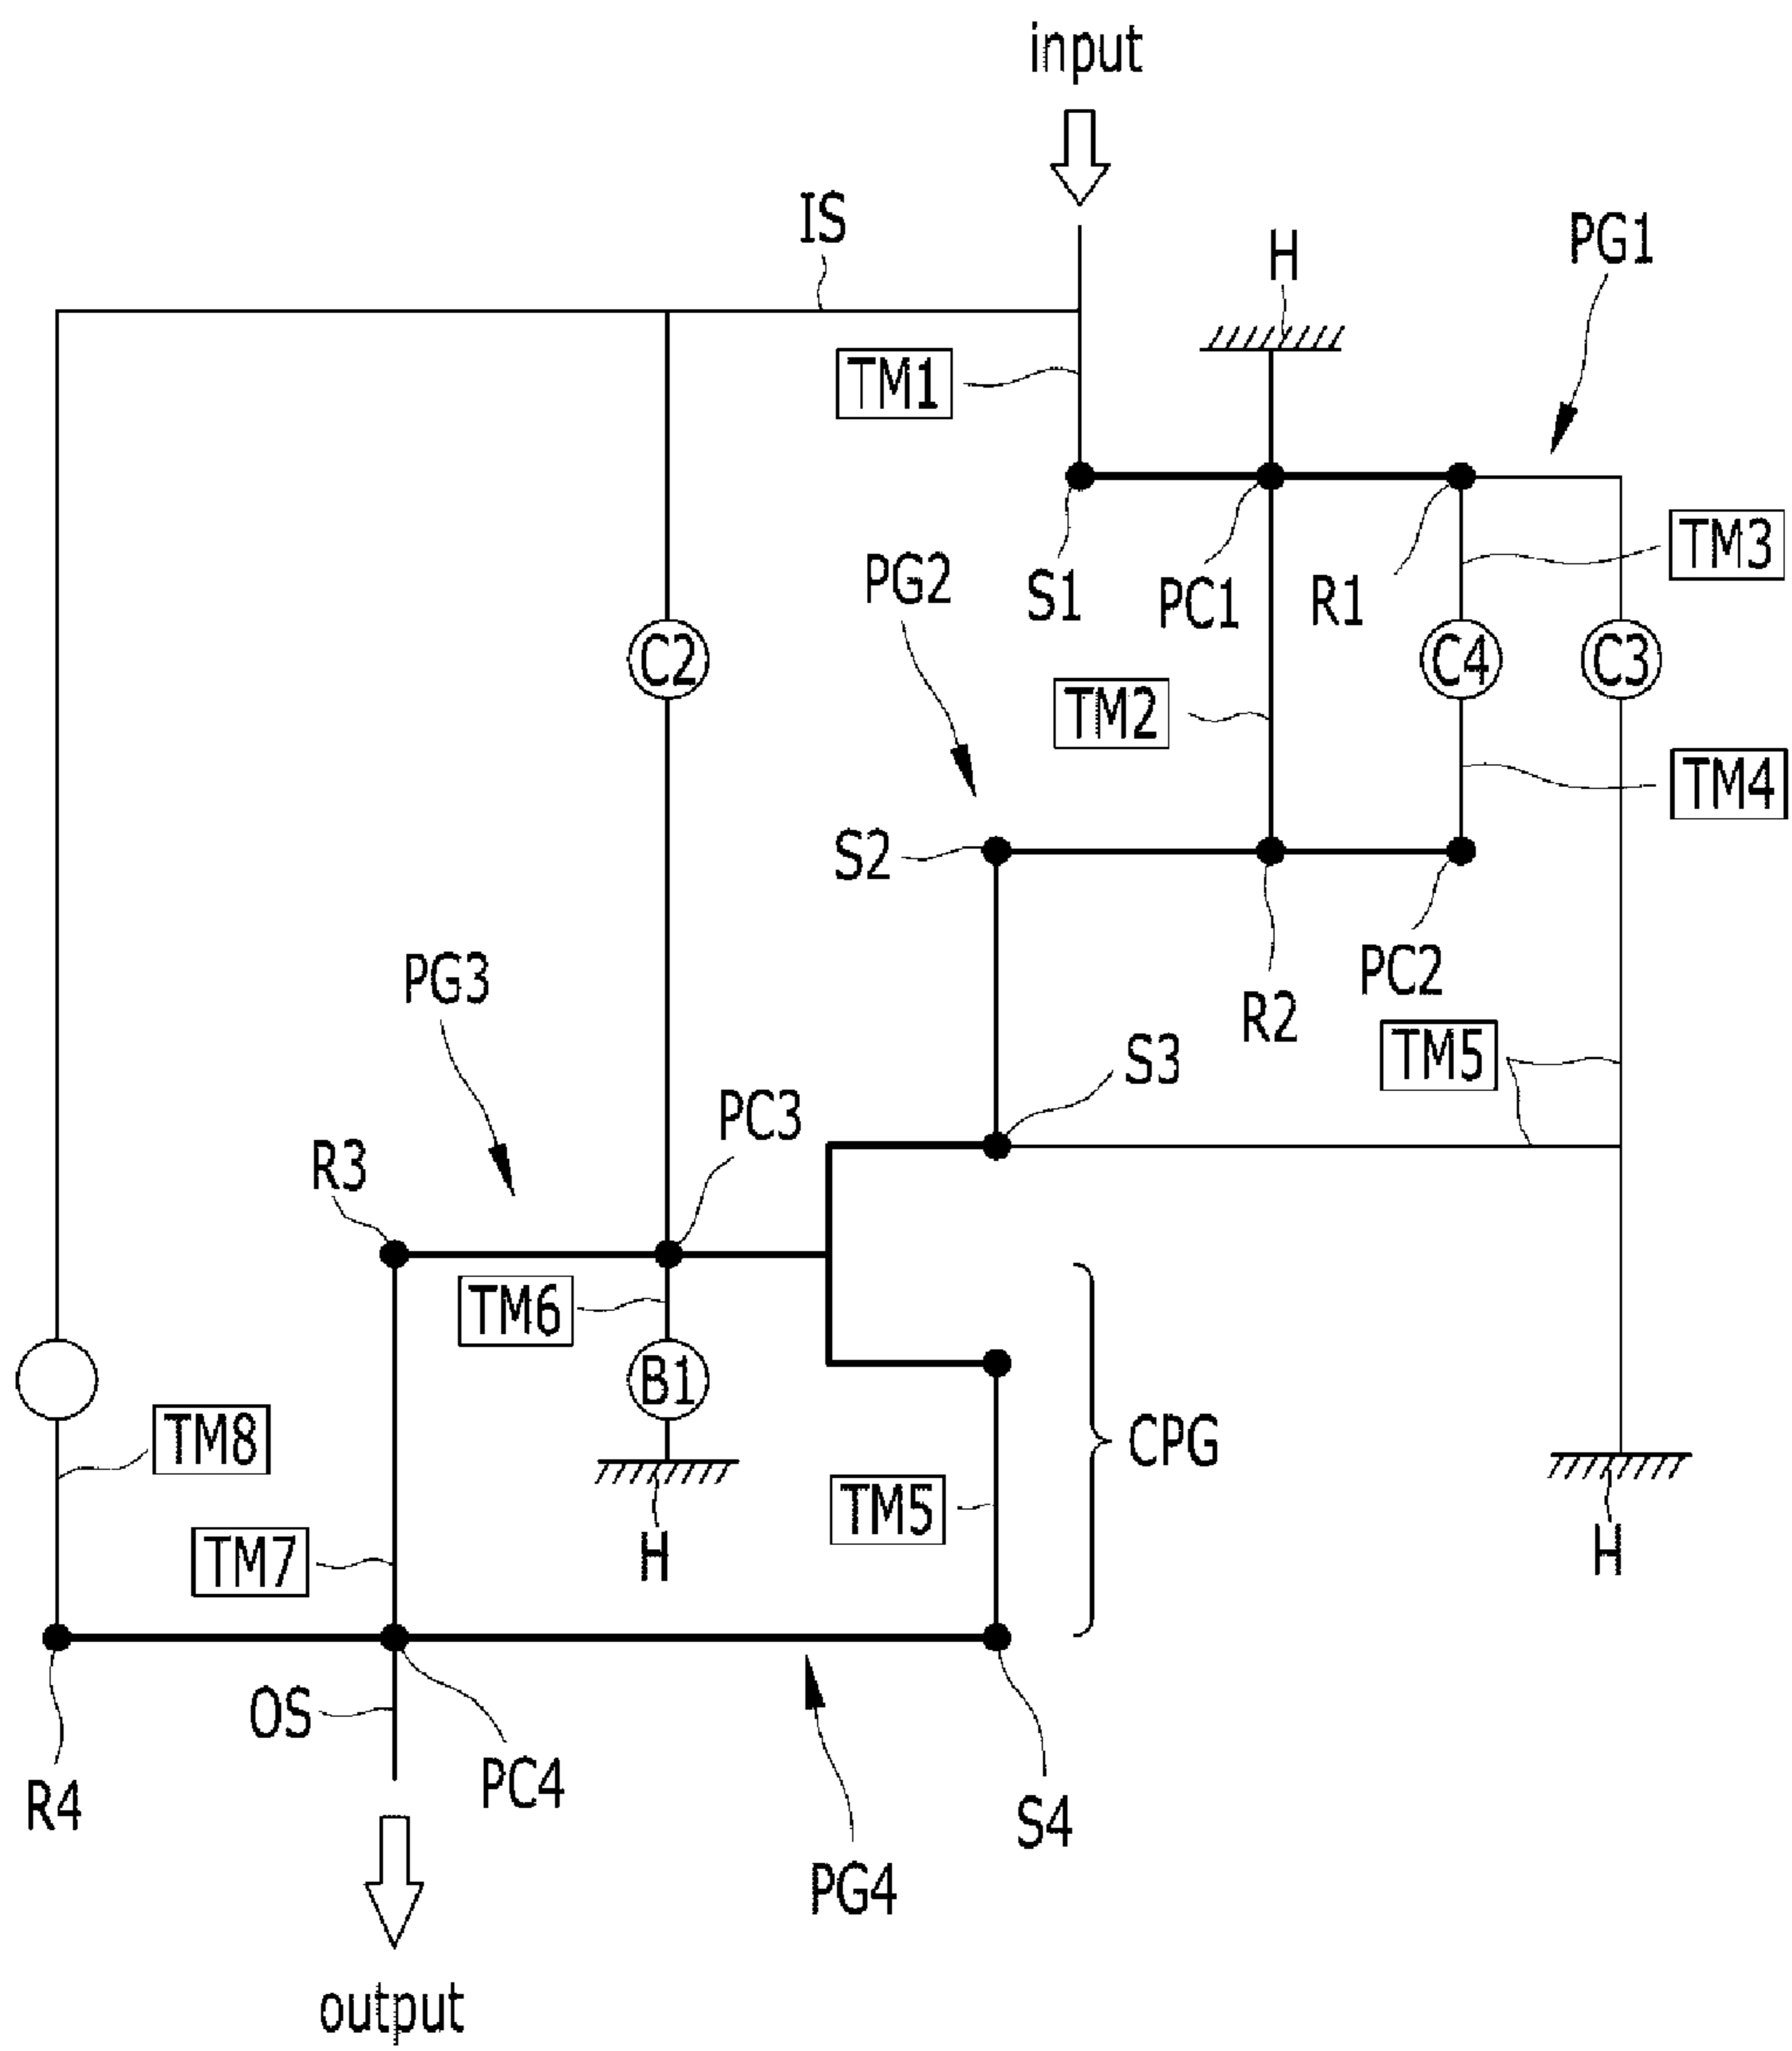 input
IS
H
PG1
TM1
TM3
PG2
S1
PC1
R1
C2
C4
C3
TM2
TM4
S2
PG3
R2
PC2
TM5
S3
PC3
R3
TM6
B1
CPG
TM8
TM5
H
H
TM7
OS
PC4
R4
S4
PG4
output